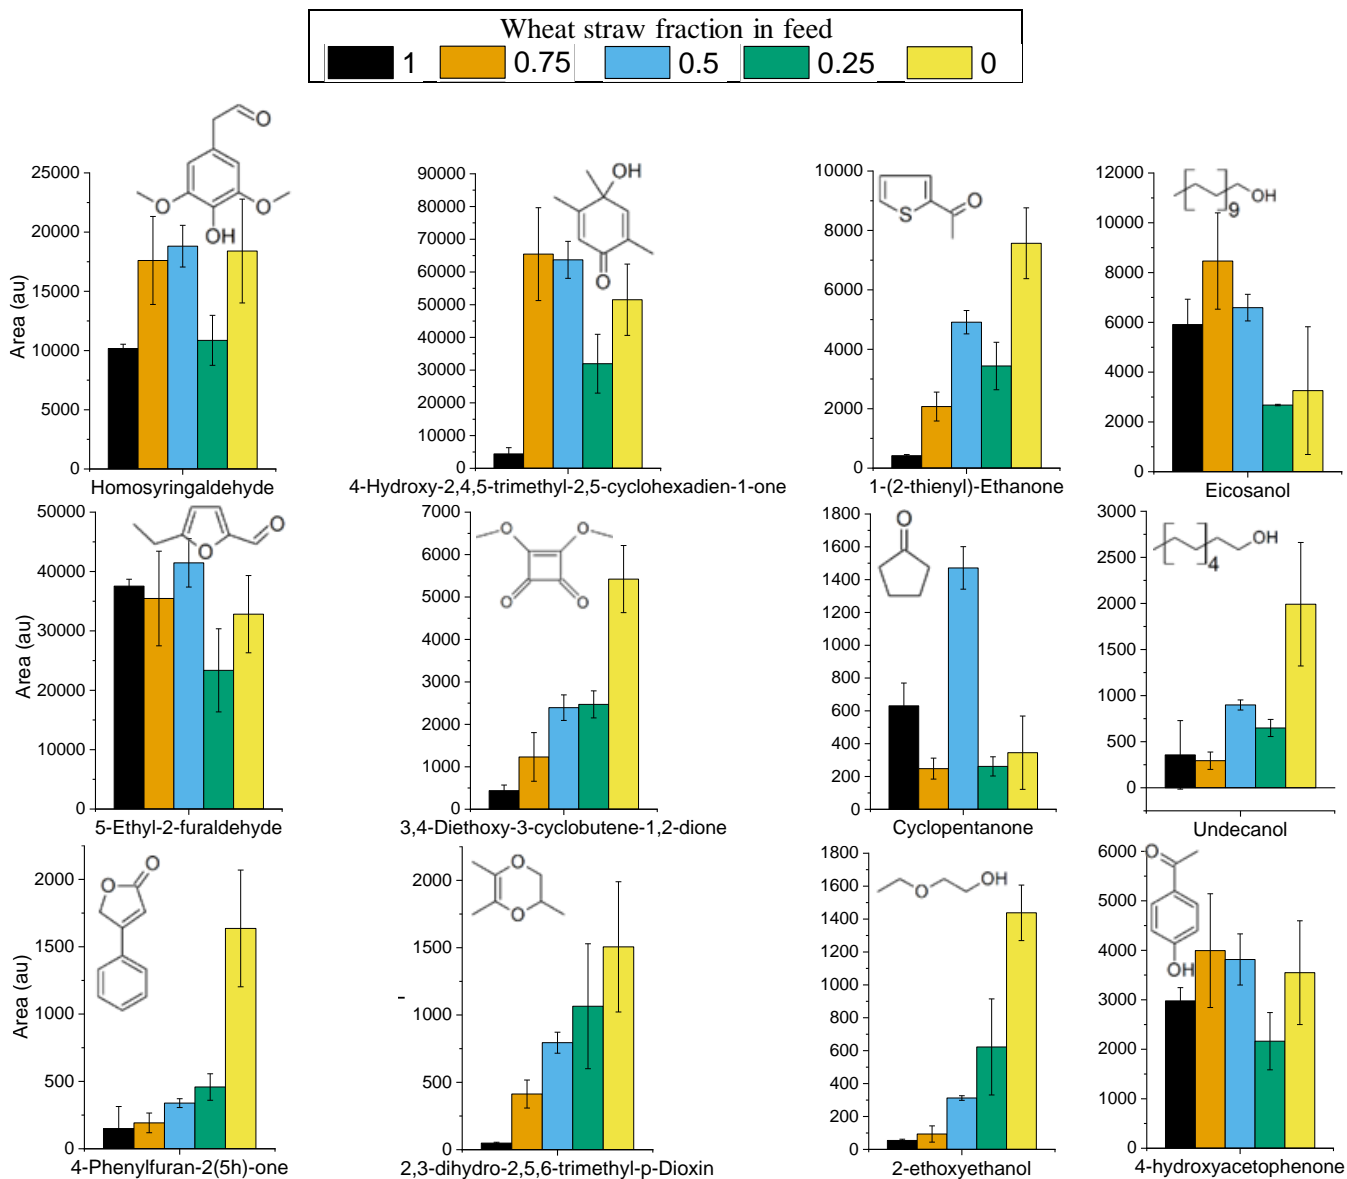 Wheat straw fraction in feed
1 0.75 0.5 0.25 0
25000 20000 15000 10000 5000 0
Area (au)
O
O O
OH
Homosyringaldehyde
90000 80000 70000 60000 50000 40000 30000 20000 10000 0
OH
O
4-Hydroxy-2,4,5-trimethyl-2,5-cyclohexadien-1-one
10000 8000 6000 4000 2000 0
S O
1-(2-thienyl)-Ethanone
12000 10000 8000 6000 4000 2000 0
9 OH
Eicosanol
50000 40000 30000 20000 10000 0
Area (au)
O O
5-Ethyl-2-furaldehyde
7000 6000 5000 4000 3000 2000 1000 0
O O
O O
3,4-Diethoxy-3-cyclobutene-1,2-dione
1800 1600 1400 1200 1000 800 600 400 200 0
O
Cyclopentanone
3000 2500 2000 1500 1000 500 0
4 OH
Undecanol
2000 1500 1000 500 0
Area (au)
O O
4-Phenylfuran-2(5h)-one
2000 1500 1000 500 0
O
O
2,3-dihydro-2,5,6-trimethyl-p-Dioxin
1800 1600 1400 1200 1000 800 600 400 200 0
O OH
2-ethoxyethanol
6000 5000 4000 3000 2000 1000 0
O
OH
4-hydroxyacetophenone